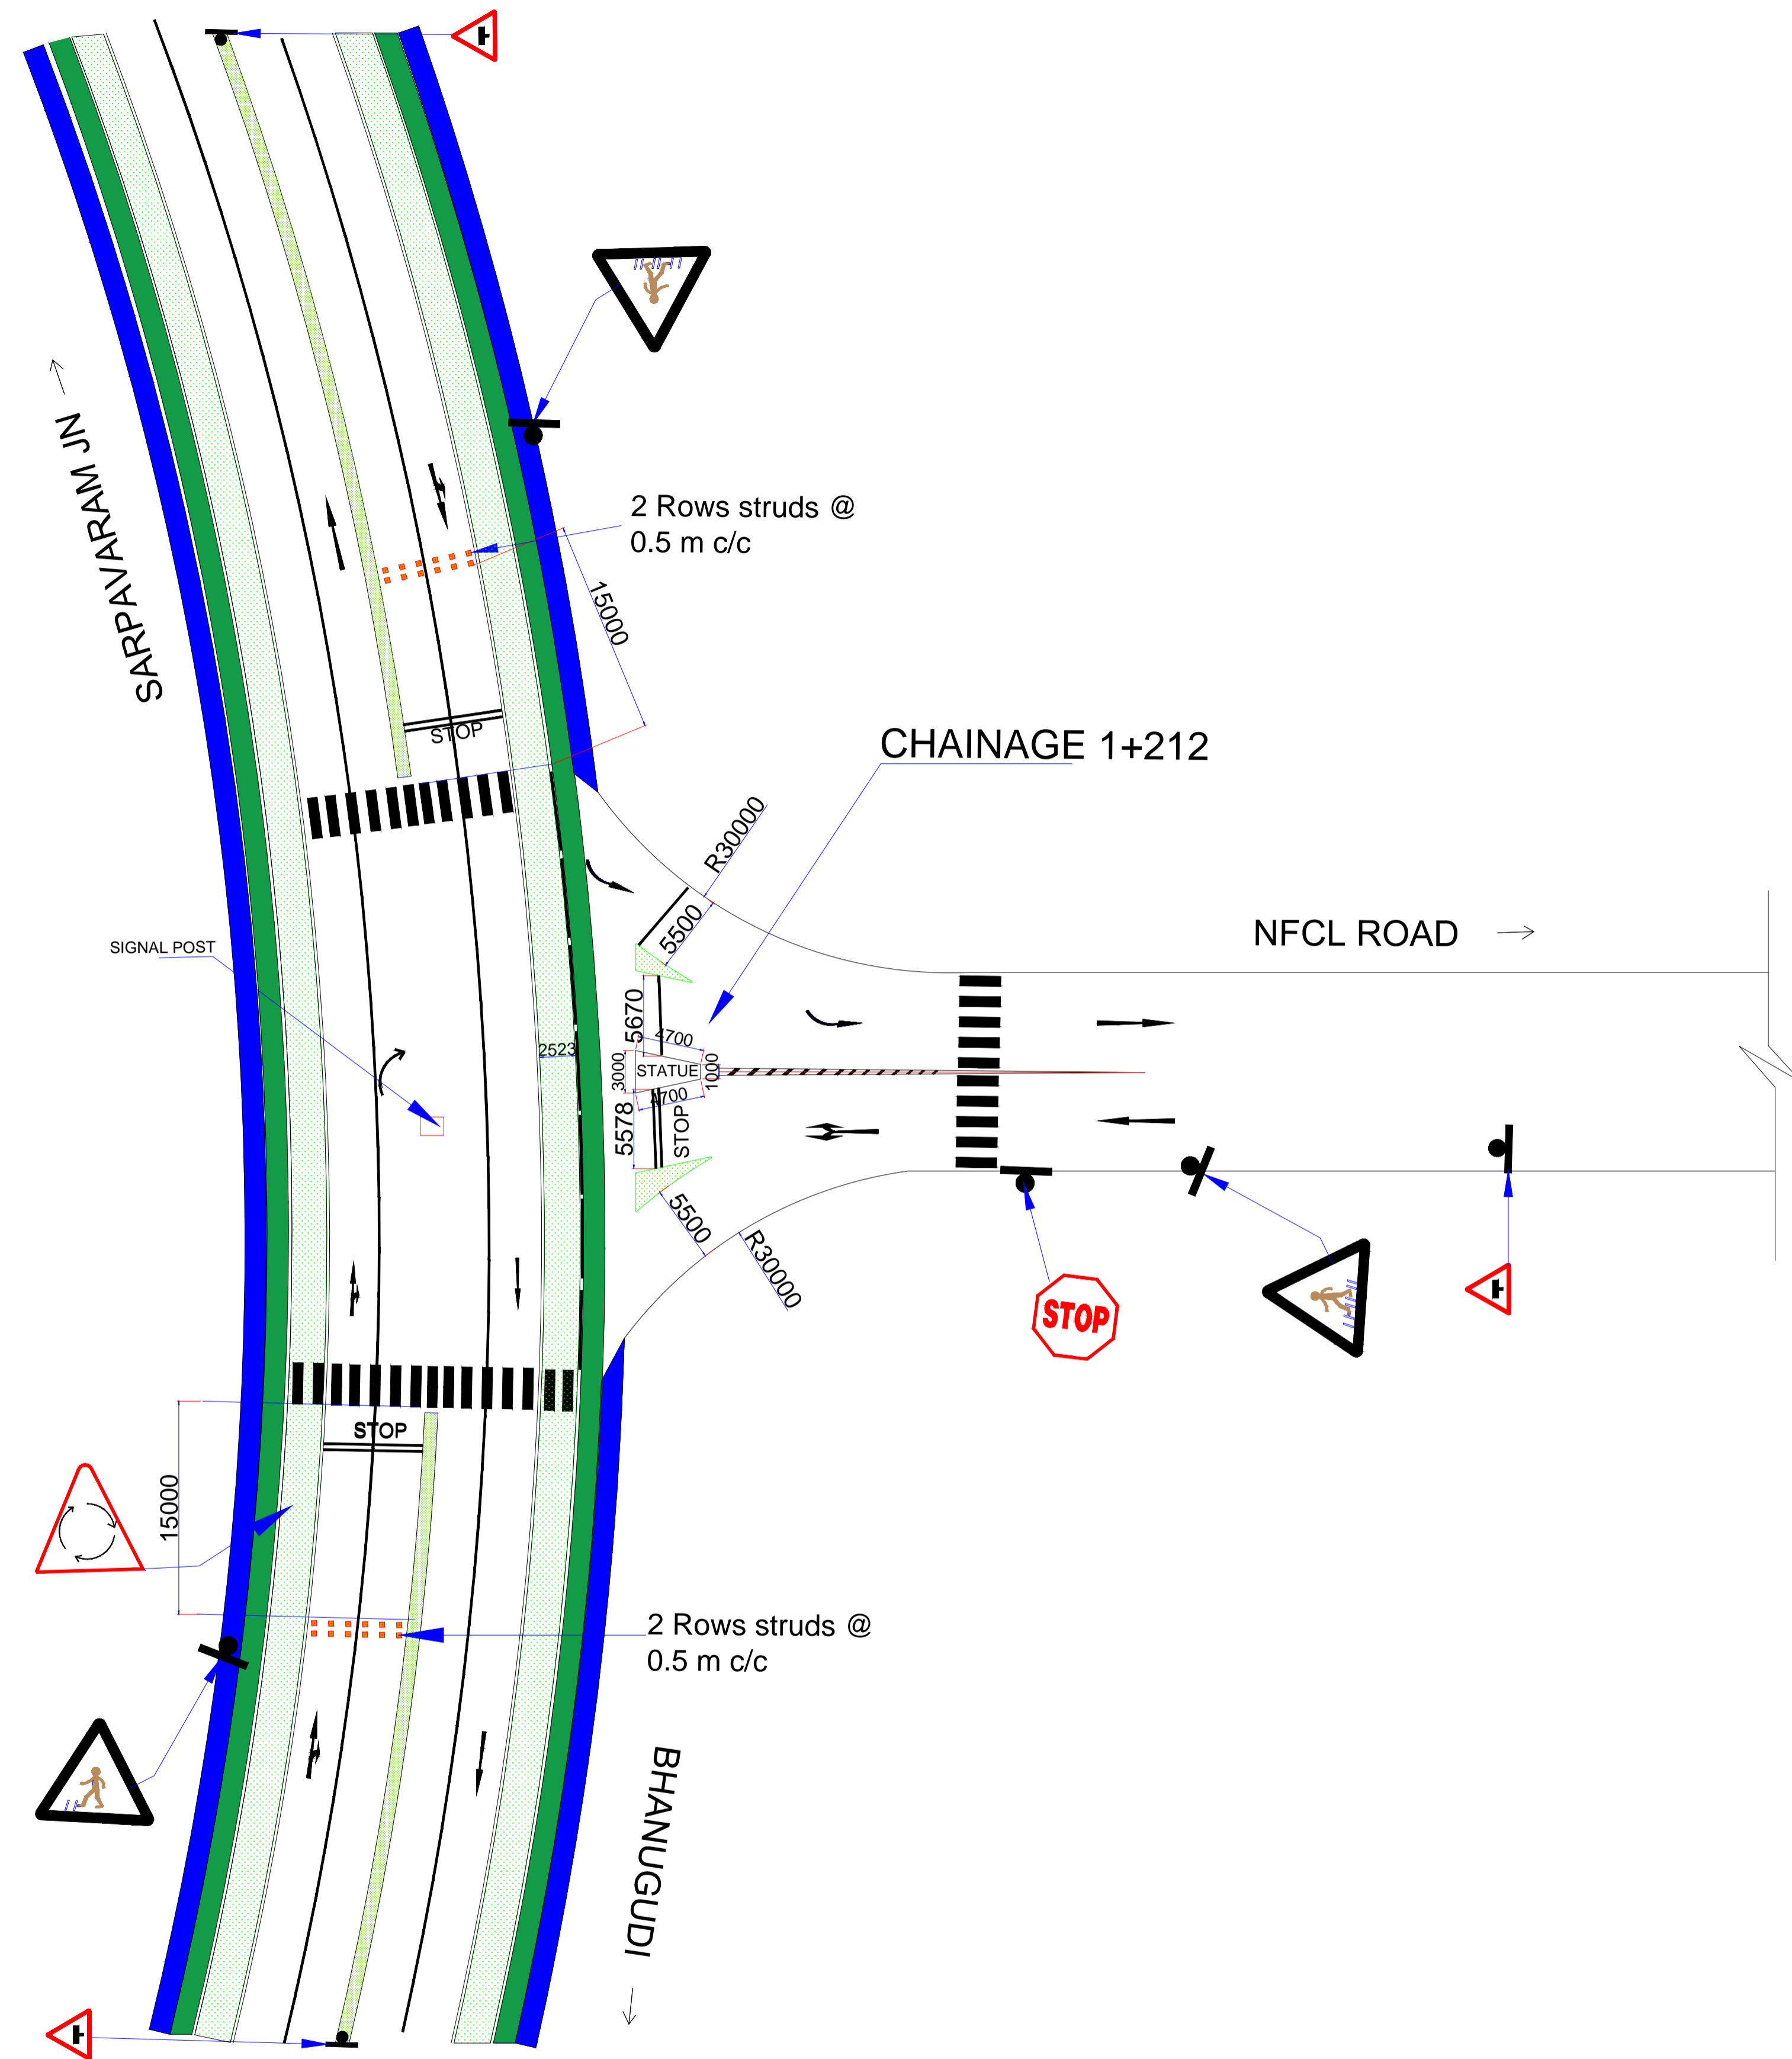 SARPAVARAM JN
2 Rows struds @
0.5 m c/c
15000
STOP
CHAINAGE 1+212
R30000
5500
NFCL ROAD
SIGNAL POST
5670
4700
2523
3000
STATUE
1000
4700
5578
STOP
5500
R30000
STOP
STOP
15000
2 Rows struds @
0.5 m c/c
BHANUGUDI